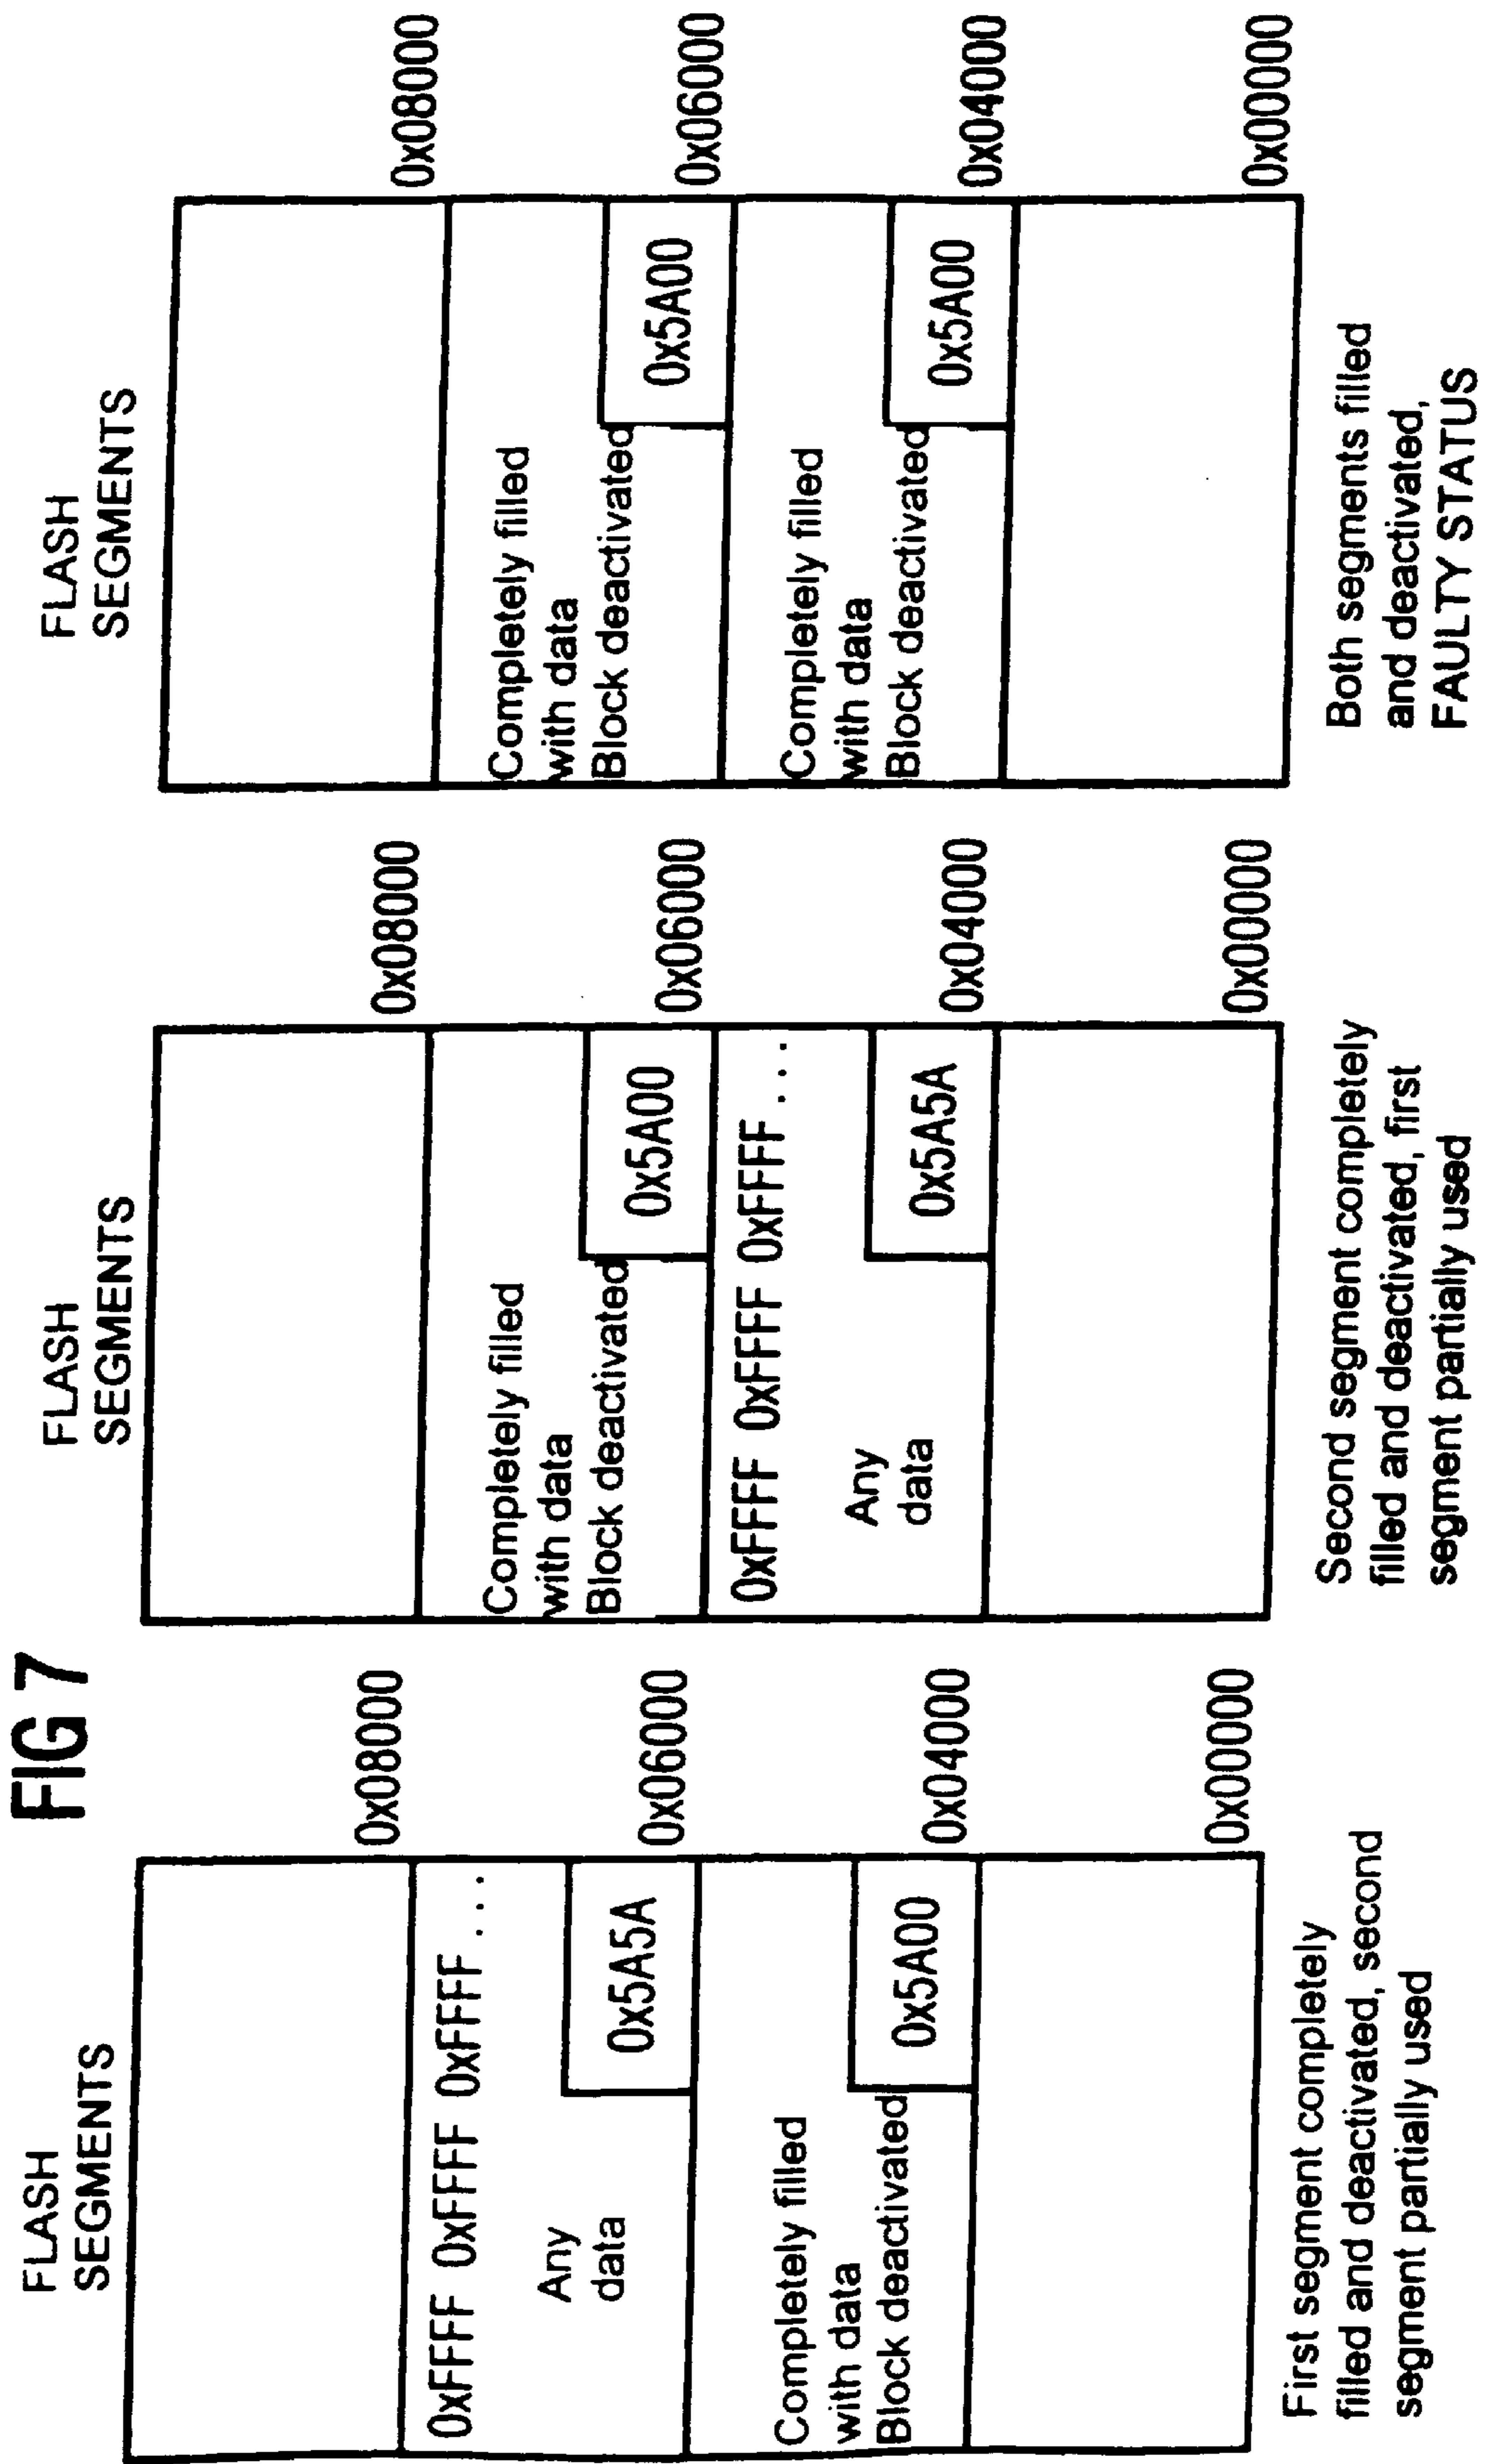 FIG 7
FLASH
SEGMENTS
0x08000
0xFFFF 0xFFFF 0xFFFF...
Any
data
0x5A5A
0x06000
Completely filled
with data
Block deactivated
0x5A00
0x04000
0x00000
First segment completely
filled and deactivated, second
segment partially used
FLASH
SEGMENTS
0x08000
Completely filled
with data
Block deactivated
0x5A00
0x06000
0xFFFF 0xFFFF 0xFFFF....
Any
data
0x5A5A
0x04000
0x00000
Second segment completely
filled and deactivated, first
segment partially used
FLASH
SEGMENTS
0x08000
Completely filled
with data
Block deactivated
0x5A00
0x06000
Completely filled
with data
Block deactivated
0x5A00
0x04000
0x00000
Both segments filled
and deactivated,
FAULTY STATUS